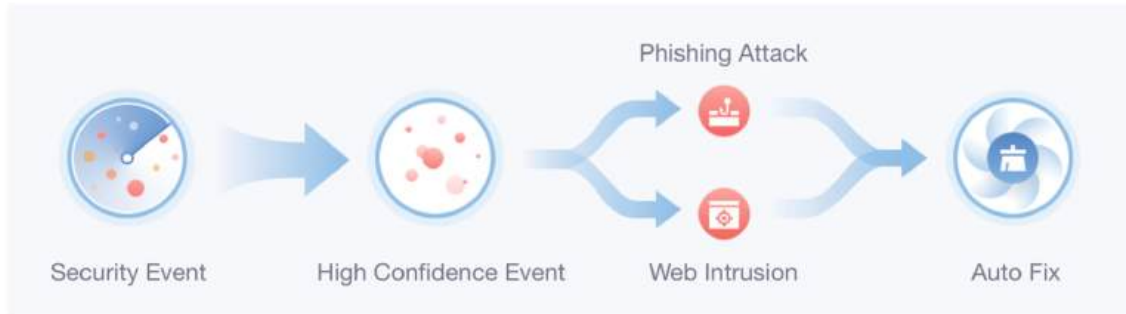 Phishing Attack
Security Event
High Confidence Event
Web Intrusion
Auto Fix